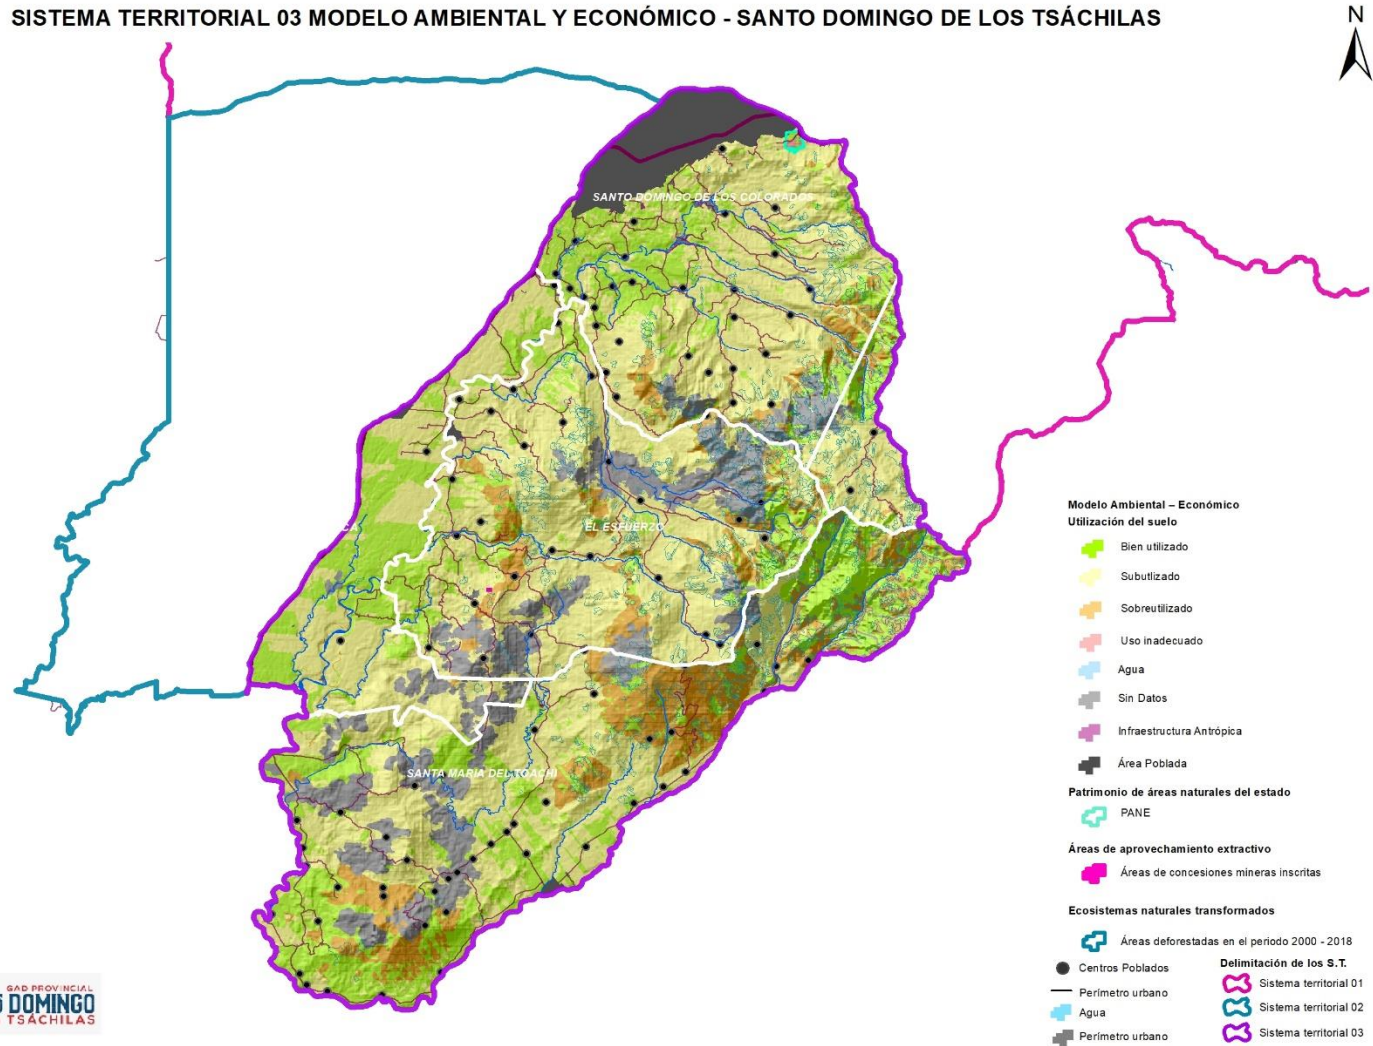 SISTEMA TERRITORIAL 03 MODELO AMBIENTAL Y ECONÓMICO - SANTO DOMINGO DE LOS TSÁCHILAS
N
SANTO DOMINGO DE LOS COLORADOS
CA
EL ESFUERZO
SANTA MARIA DEL TOACHI
Modelo Ambiental – Económico
Utilización del suelo
Bien utilizado
Subutlizado
Sobreutilizado
Uso inadecuado
Agua
Sin Datos
Infraestructura Antrópica
Área Poblada
Patrimonio de áreas naturales del estado
PANE
Áreas de aprovechamiento extractivo
Áreas de concesiones mineras inscritas
Ecosistemas naturales transformados
Áreas deforestadas en el periodo 2000 - 2018
Centros Poblados
Perímetro urbano
Agua
Perímetro urbano
Delimitación de los S.T.
Sistema territorial 01
Sistema territorial 02
Sistema territorial 03
GAD PROVINCIAL
DOMINGO
TSÁCHILAS